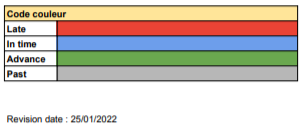 Code couleur
Late
In time
Advance
Past
Revision date : 25/01/2022